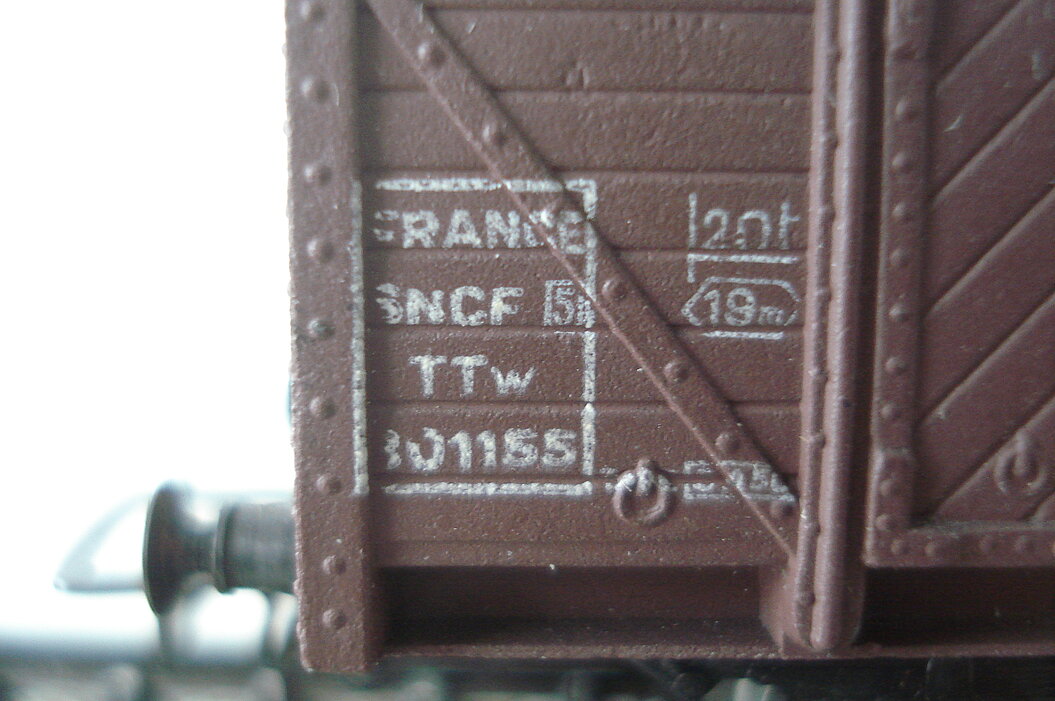 FRANCE
SNCF
TTw
301155
20t
19m